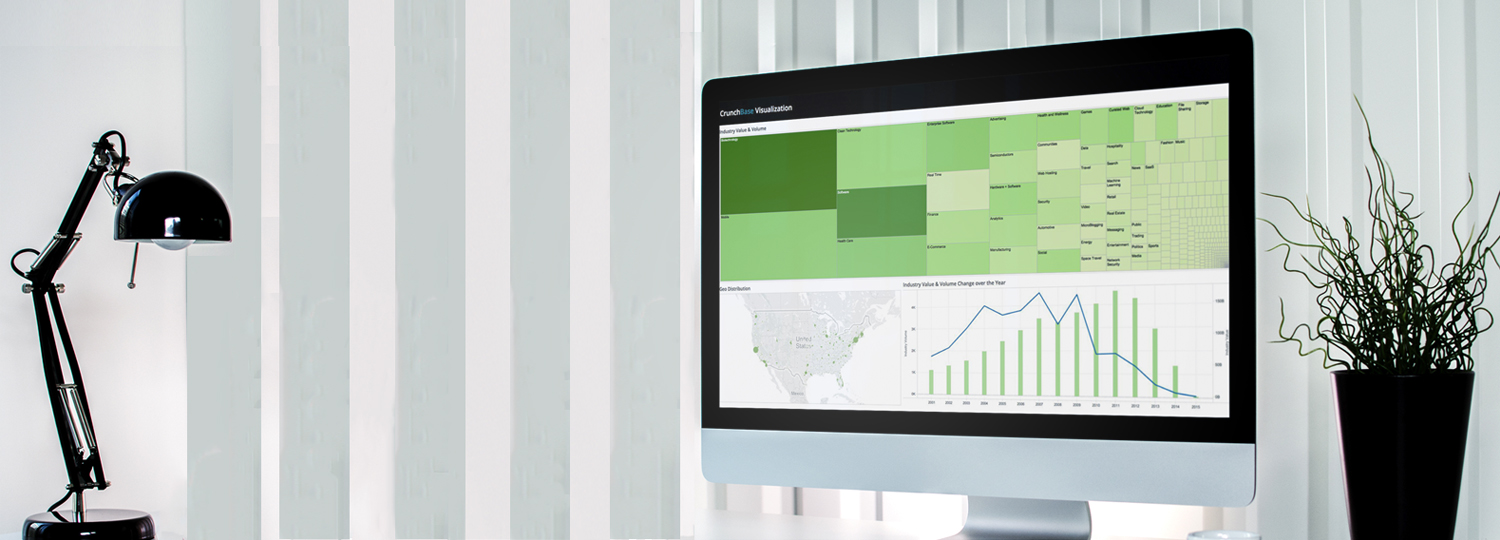 CrunchBase Visualization
Industry Value & Volume
Biotechnology
Mobile
Clean Technology
Software
Health Care
Enterprise Software
Real Time
Finance
E-Commerce
Advertising
Semiconductors
Hardware + Software
Analytics
Manufacturing
Health and Wellness
Communities
Web Hosting
Security
Automotive
Social
Games
Data
Travel
Video
MicroBlogging
Energy
Space Travel
Curated Web
Hospitality
Search
Machine
Learning
Retail
Real Estate
Messaging
Entertainment
Network
Security
Cloud
Technology
News
SaaS
Public
Trading
Politics
Sports
Media
Education
Fashion
Music
File
Sharing
Storage
Geo Distribution
United
States
Mexico
Industry Value & Volume Change over the Year
Industry Volume
2001 2002 2003 2004 2005 2006 2007 2008 2009 2010 2011 2012 2013 2014 2015